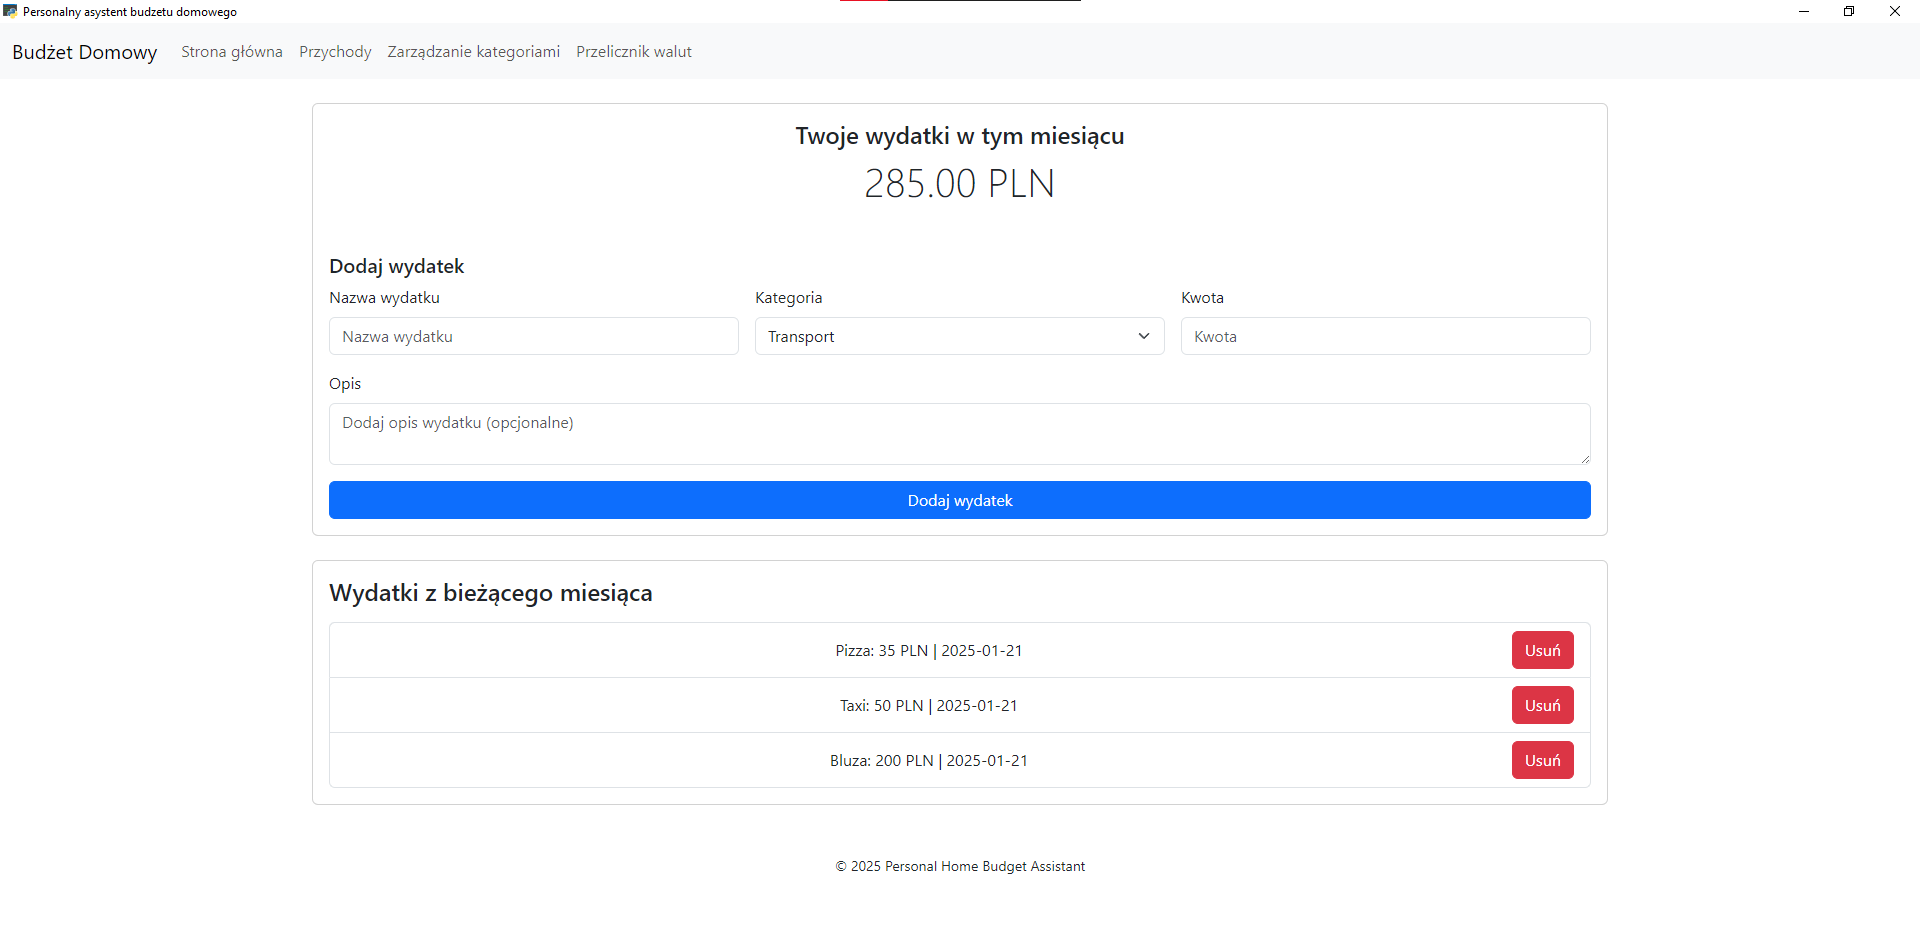 Personalny asystent budzetu domowego
Budżet Domowy Strona główna Przychody Zarządzanie kategoriami Przelicznik walut
Twoje wydatki w tym miesiącu
285.00 PLN
Dodaj wydatek
Nazwa wydatku Kategoria Kwota
Nazwa wydatku Transport Kwota
Opis
Dodaj opis wydatku (opcjonalne)
Dodaj wydatek
Wydatki z bieżącego miesiąca
Pizza: 35 PLN | 2025-01-21 Usuń
Taxi: 50 PLN | 2025-01-21 Usuń
Bluza: 200 PLN | 2025-01-21 Usuń
© 2025 Personal Home Budget Assistant